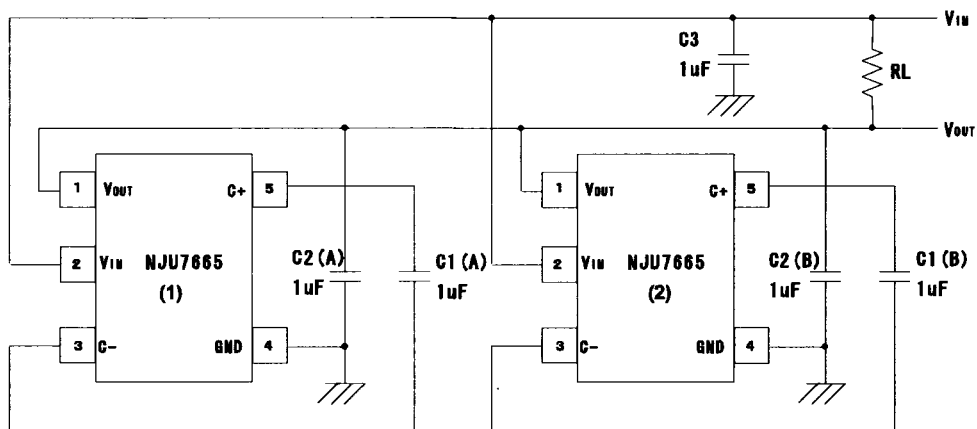 VIN
C3
1uF
RL
VOUT
1 VOUT C+ 5
2 VIN NJU7665
(1)
3 C- GND 4
C2(A)
1uF
C1(A)
1uF
1 VOUT C+ 5
2 VIN NJU7665
(2)
3 C- GND 4
C2(B)
1uF
C1(B)
1uF